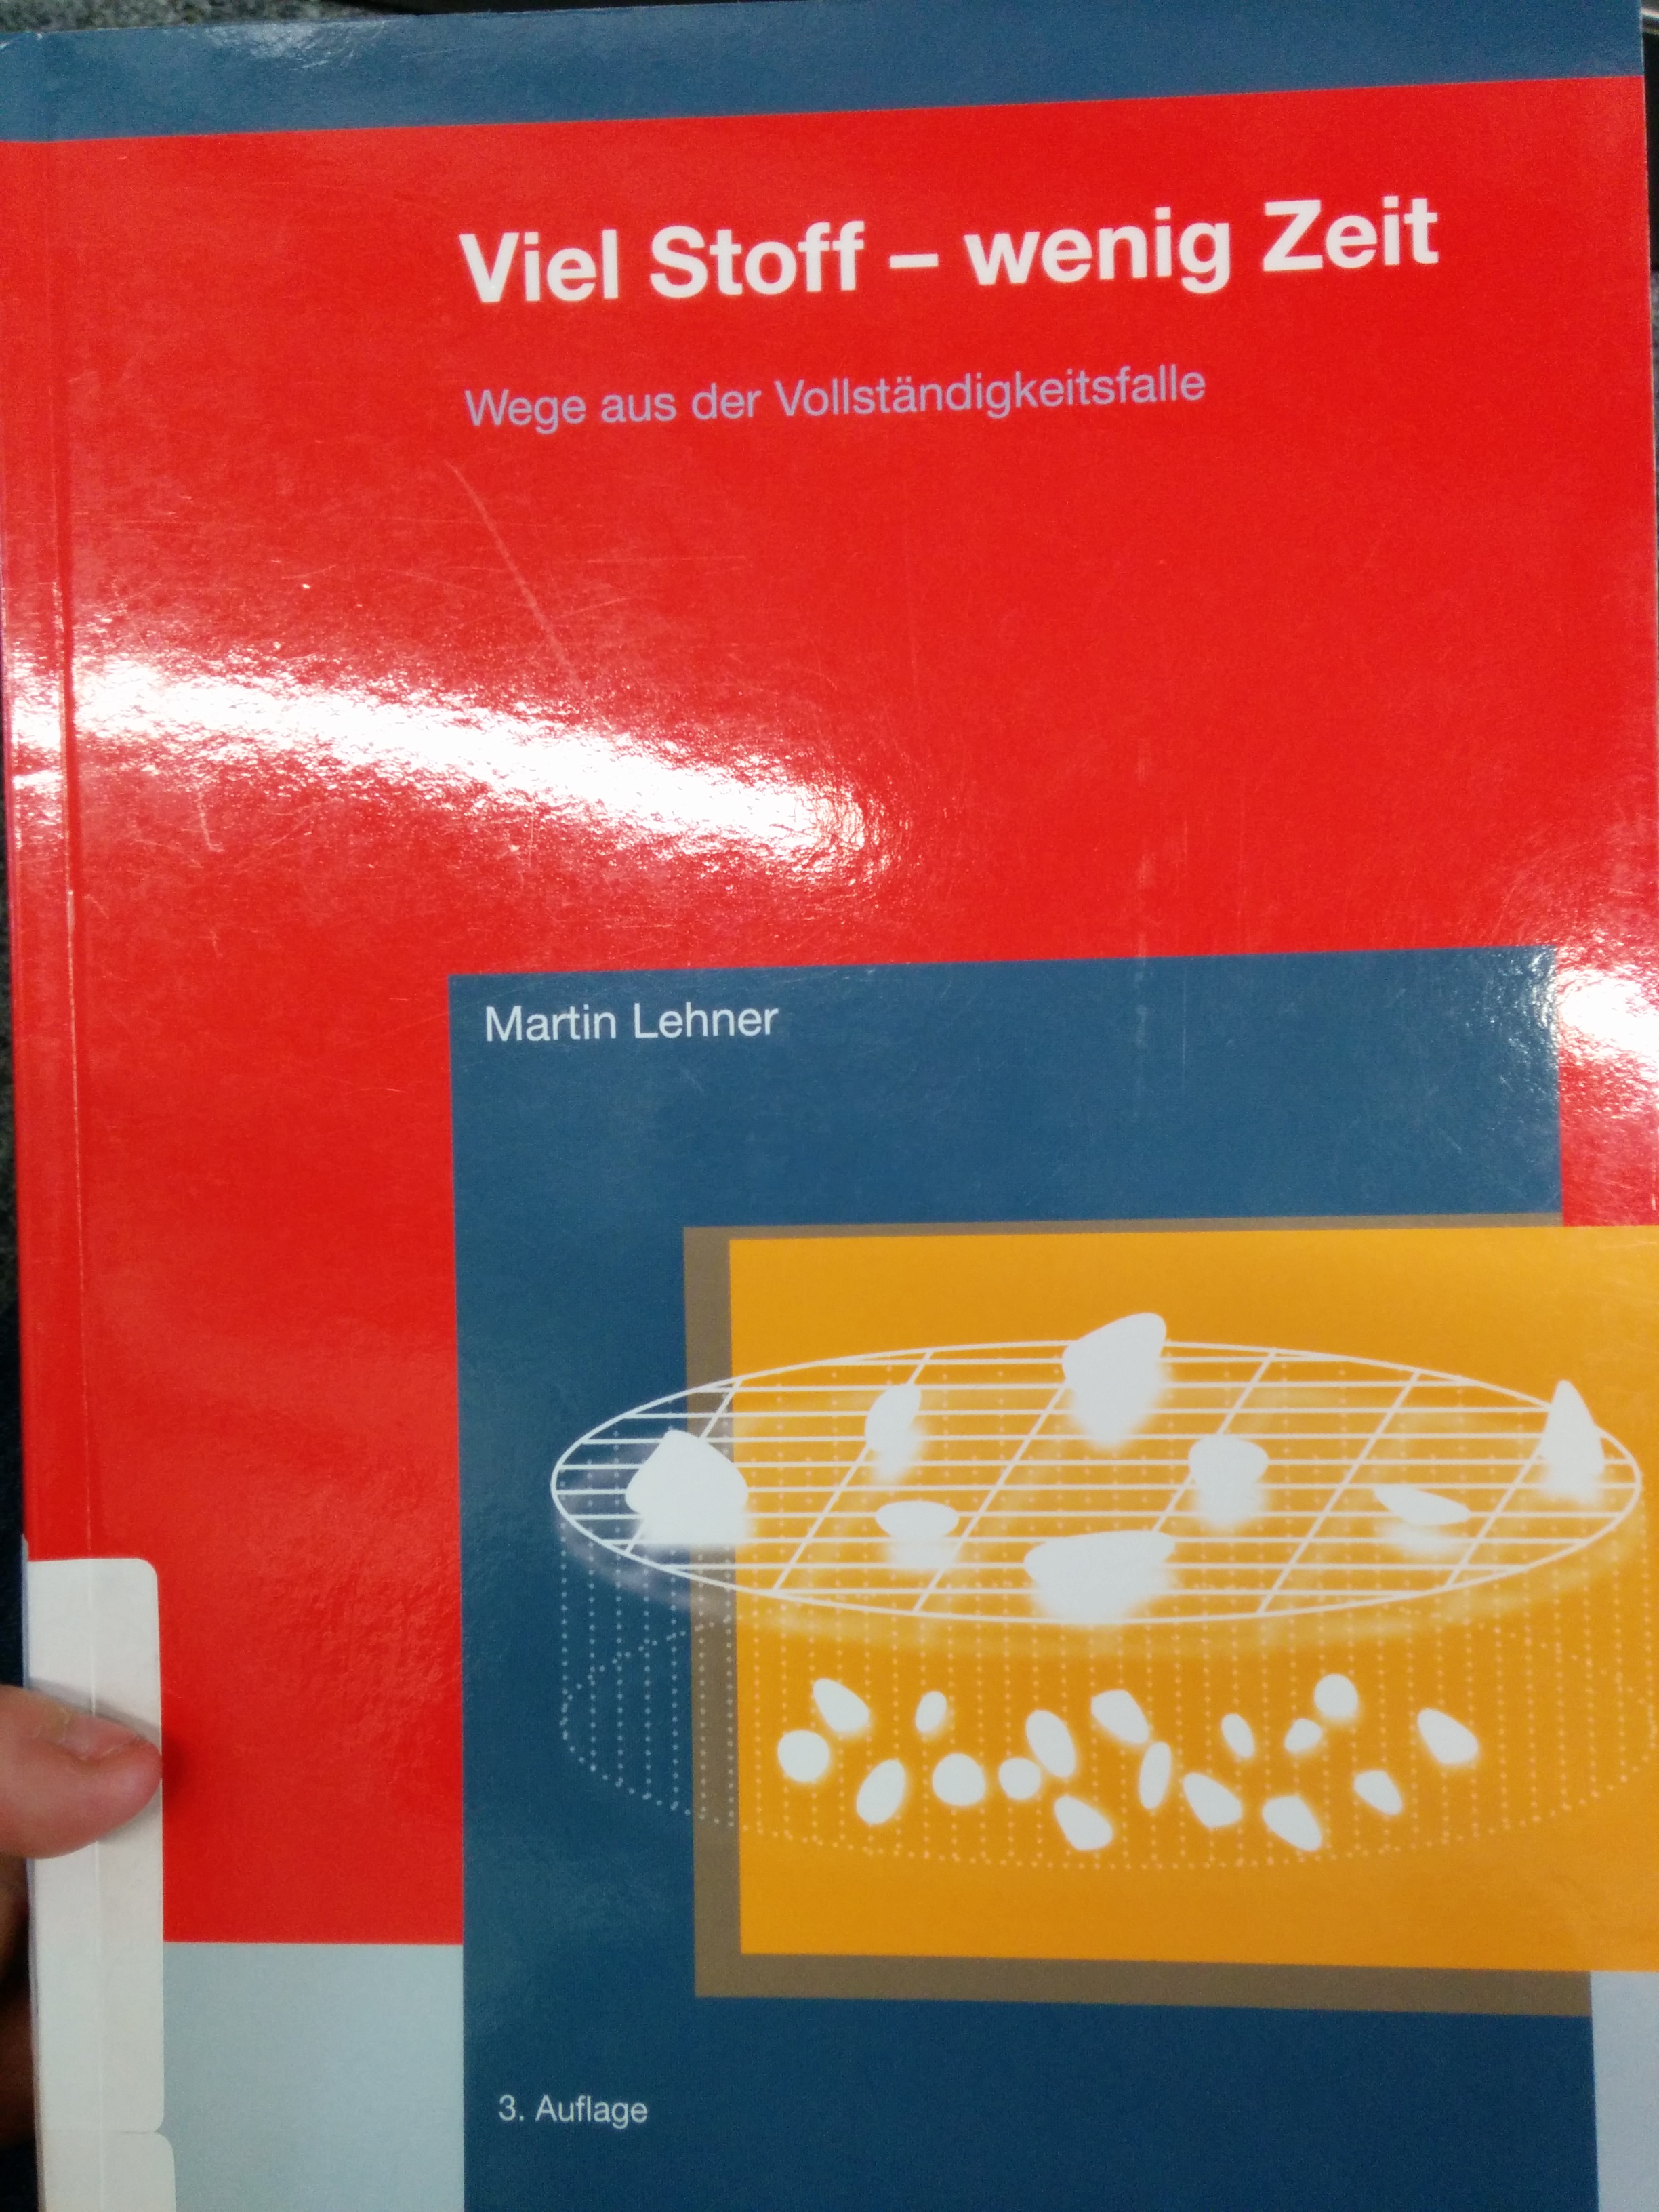 Viel Stoff – wenig Zeit
Wege aus der Vollständigkeitsfalle
Martin Lehner
3. Auflage